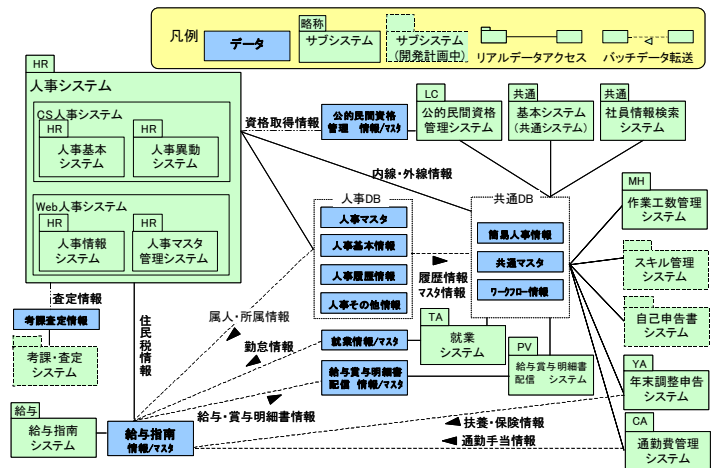 凡例
データ
略称
サブシステム
サブシステム
(開発計画中)
リアルデータアクセス
バッチデータ転送
HR
人事システム
CS人事システム
HR
人事基本
システム
HR
人事異動
システム
Web人事システム
HR
人事情報
システム
HR
人事マスタ
管理システム
資格取得情報
公的民間資格
管理 情報/マスタ
LC
公的民間資格
管理システム
共通
基本システム
(共通システム)
共通
社員情報検索
システム
内線・外線情報
人事DB
人事マスタ
人事基本情報
人事履歴情報
人事その他情報
共通DB
簡易人事情報
共通マスタ
ワークフロー情報
履歴情報
マスタ情報
MH
作業工数管理
システム
スキル管理
システム
自己申告書
システム
YA
年末調整申告
システム
CA
通勤費管理
システム
査定情報
考課査定情報
考課・査定
システム
住民税情報
属人・所属情報
勤怠情報
就業情報/マスタ
TA
就業
システム
給与賞与明細書
配信 情報/マスタ
PV
給与賞与明細書
配信 システム
給与・賞与明細書情報
給与
給与指南
システム
給与指南
情報/マスタ
扶養・保険情報
通勤手当情報